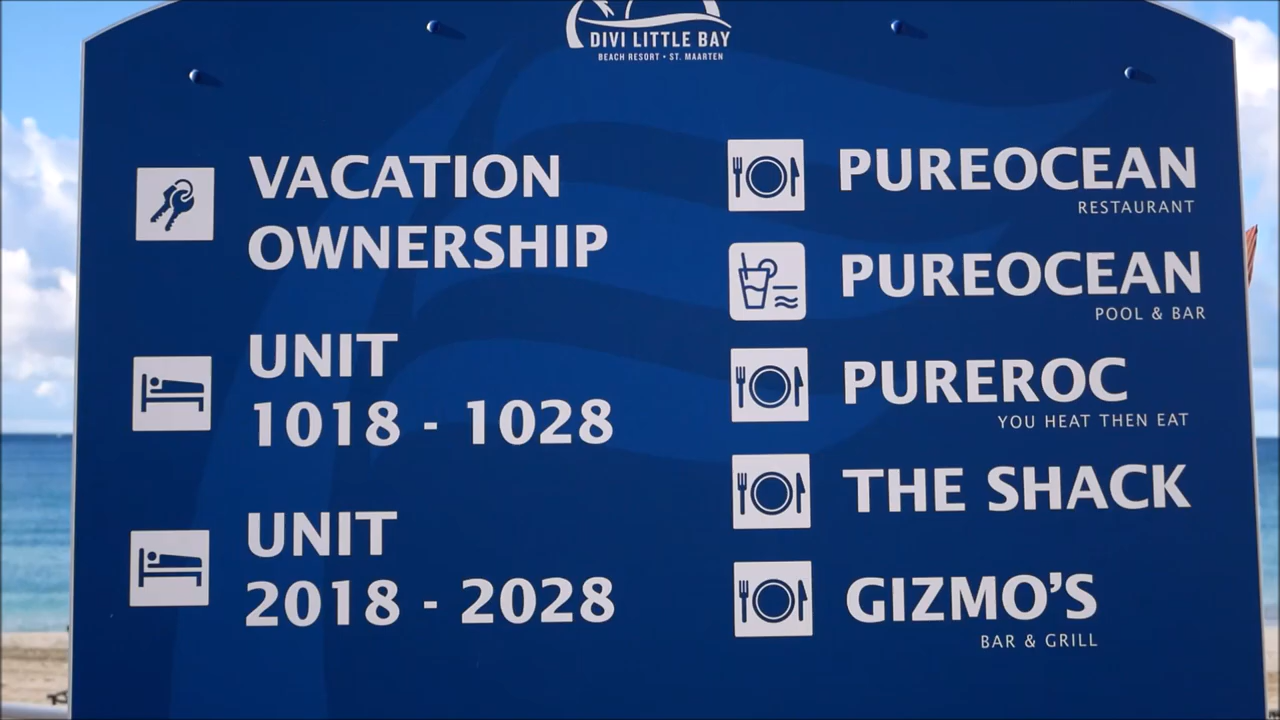 DIVI LITTLE BAY
BEACH RESORT • ST. MAARTEN
VACATION
OWNERSHIP
UNIT
1018 - 1028
UNIT
2018 - 2028
PUREOCEAN
RESTAURANT
PUREOCEAN
POOL & BAR
PUREROC
YOU HEAT THEN EAT
THE SHACK
GIZMO'S
BAR & GRILL